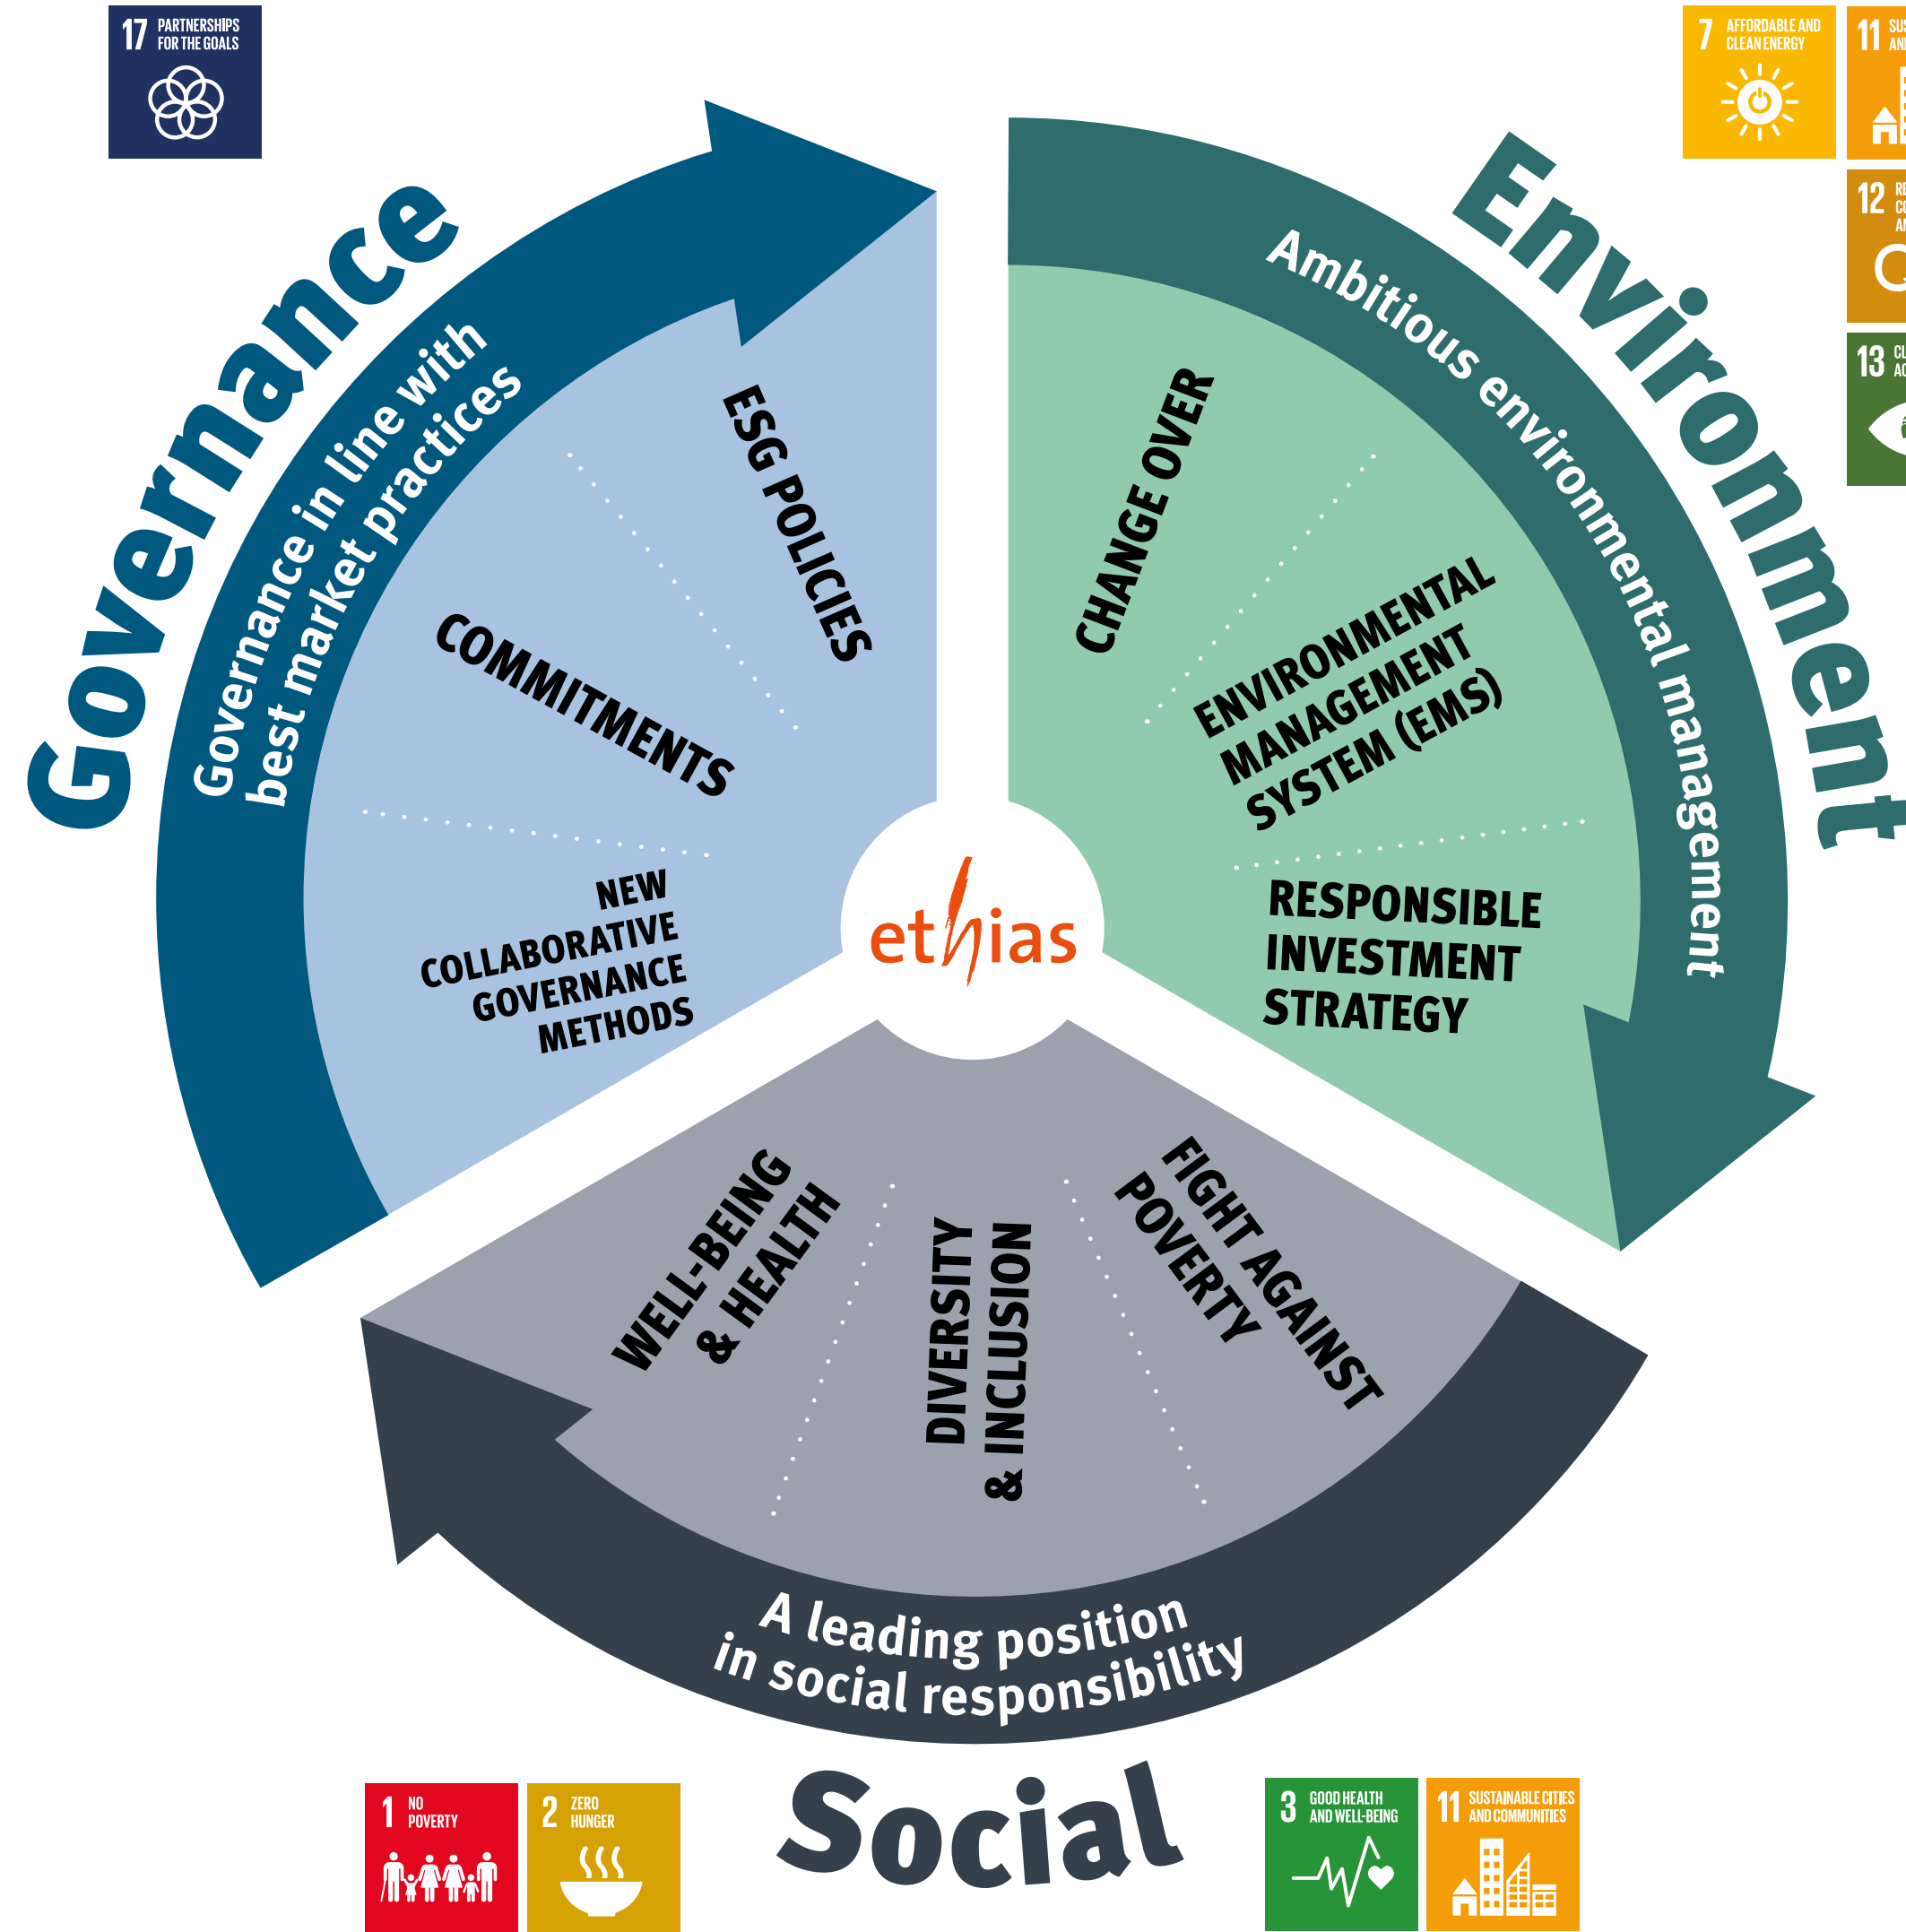 17 PARTNERSHIPS
FOR THE GOALS
7 AFFORDABLE AND
CLEAN ENERGY
11
12
13
Governance
Governance in line with
best market practices
ESG POLICIES
COMMITMENTS
NEW
COLLABORATIVE
GOVERNANCE
METHODS
Environment
Ambitious environmental management
CHANGE OVER
ENVIRONMENTAL
MANAGEMENT
SYSTEM (EMS)
RESPONSIBLE
INVESTMENT
STRATEGY
ethias
WELL-BEING
& HEALTH
DIVERSITY
& INCLUSION
FIGHT AGAINST
POVERTY
A leading position
in social responsibility
Social
1 NO
POVERTY
2 ZERO
HUNGER
3 GOOD HEALTH
AND WELL-BEING
11 SUSTAINABLE CITIES
AND COMMUNITIES